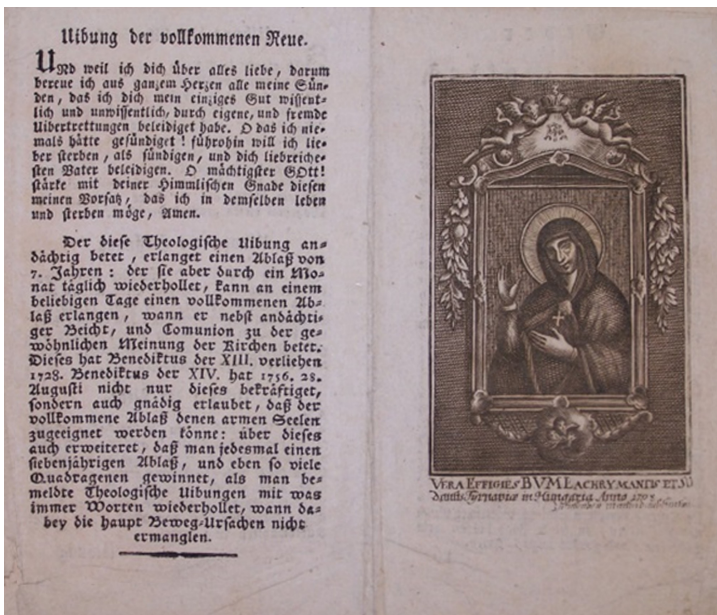 Uibung der vollkommenen Reue.
UNd weil ich dich über alles liebe, darum
bereue ich aus ganzem Herzen alle meine Sün-
den, das ich dich mein einziges Gut wissent-
lich und unwissentlich, durch eigene, und fremde
Uibertrettungen beleidiget habe. O das ich nie-
mals hätte gesündiget! führohin will ich lie-
ber sterben, als sündigen, und dich liebreiche-
sten Vater beleidigen. O mächtigster GOtt!
stärke mit deiner Himmlischen Gnade diesen
meinen Vorsatz, das ich in demselben leben
und sterben möge, Amen.
Der diese Theologische Uibung an-
dächtig betet, erlanget einen Ablaß von
7. Jahren: der sie aber durch ein Mo-
nat täglich wiederhollet, kann an einem
beliebigen Tage einen vollkommenen Ab-
laß erlangen, wann er nebst andächti-
ger Beicht, und Comunion zu der ge-
wöhnlichen Meinung der Kirchen betet.
Dieses hat Benediktus der XIII. verliehen
1728. Benediktus der XIV. hat 1756. 28.
Augusti nicht nur dieses bekräftiget,
sondern auch gnädig erlaubet, daß der
vollkommene Ablaß denen armen Seelen
zugeeignet werden könne: über dieses
auch erweiteret, daß man jedesmal einen
siebenjährigen Ablaß, und eben so viele
Quadragenen gewinnet, als man be-
meldte Theologische Uibungen mit was
immer Worten wiederhollet, wann da-
bey die haupt Beweg-Ursachen nicht
ermanglen.
VERA EFFIGIES BVM LACHRYMANTIS ET SU
dantis Tyrnaviæ in Hungaria Anno